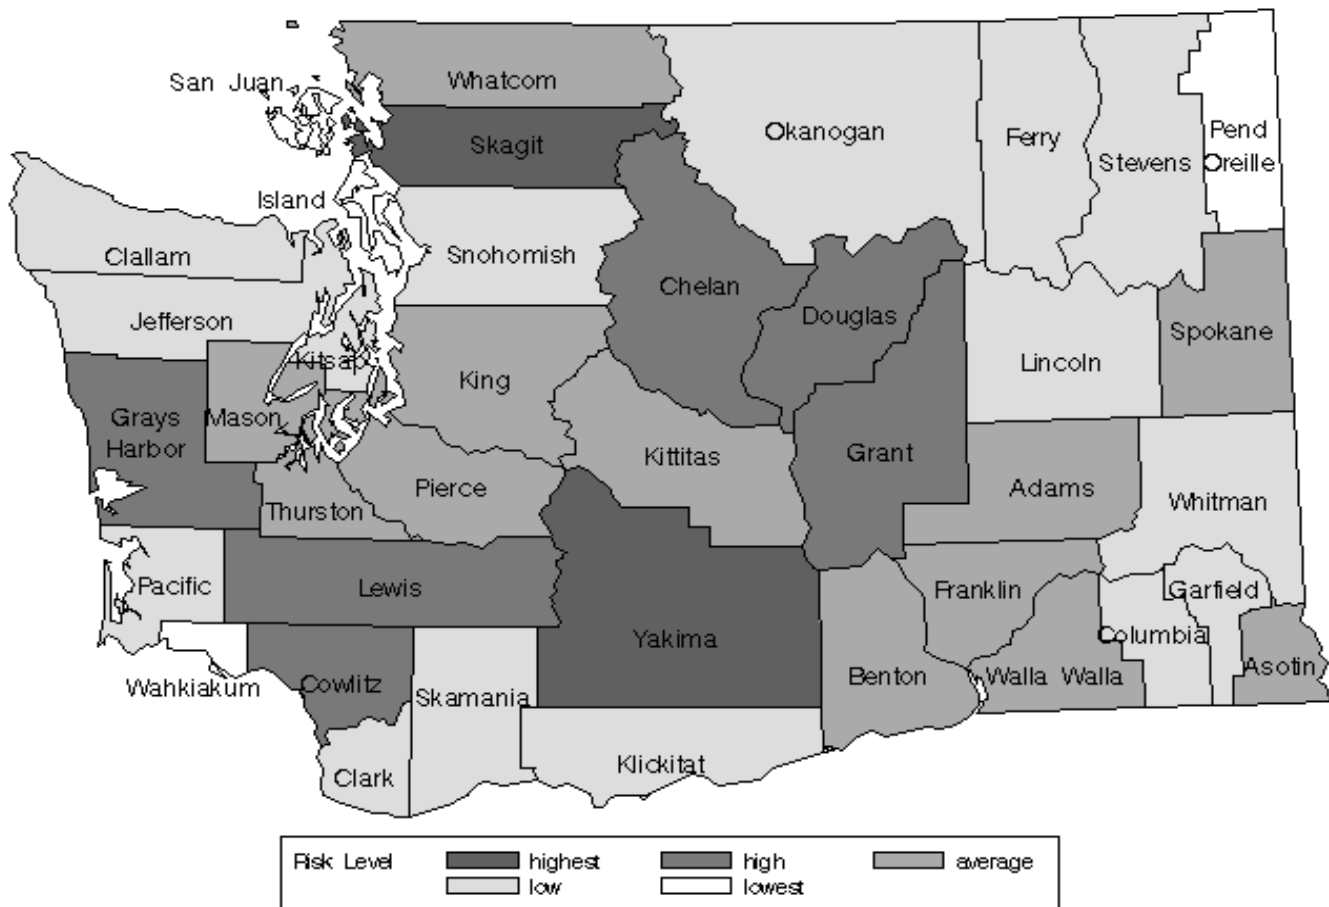 San Juan
Whatcom
Skagit
Okanogan
Ferry
Stevens
Pend
Oreille
Island
Clallam
Snohomish
Chelan
Jefferson
Douglas
Spokane
Kitsap
King
Lincoln
Grays
Harbor
Mason
Kittitas
Grant
Pierce
Adams
Whitman
Thurston
Pacific
Lewis
Franklin
Garfield
Columbia
Yakima
Wahkiakum
Cowlitz
Skamania
Benton
Walla Walla
Asotin
Clark
Klickitat
Risk Level highest high average
low lowest